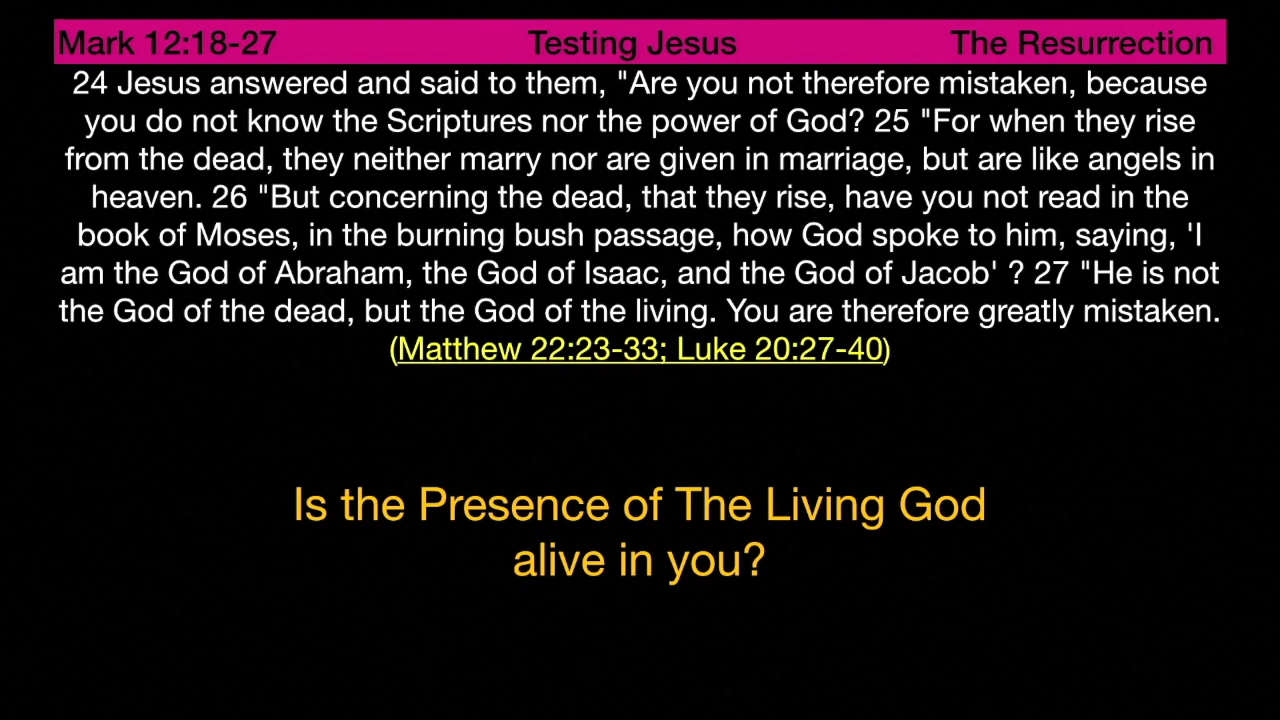 Mark 12:18-27 Testing Jesus The Resurrection
24 Jesus answered and said to them, "Are you not therefore mistaken, because
you do not know the Scriptures nor the power of God? 25 "For when they rise
from the dead, they neither marry nor are given in marriage, but are like angels in
heaven. 26 "But concerning the dead, that they rise, have you not read in the
book of Moses, in the burning bush passage, how God spoke to him, saying, 'I
am the God of Abraham, the God of Isaac, and the God of Jacob' ? 27 "He is not
the God of the dead, but the God of the living. You are therefore greatly mistaken.
(Matthew 22:23-33; Luke 20:27-40)
Is the Presence of The Living God
alive in you?